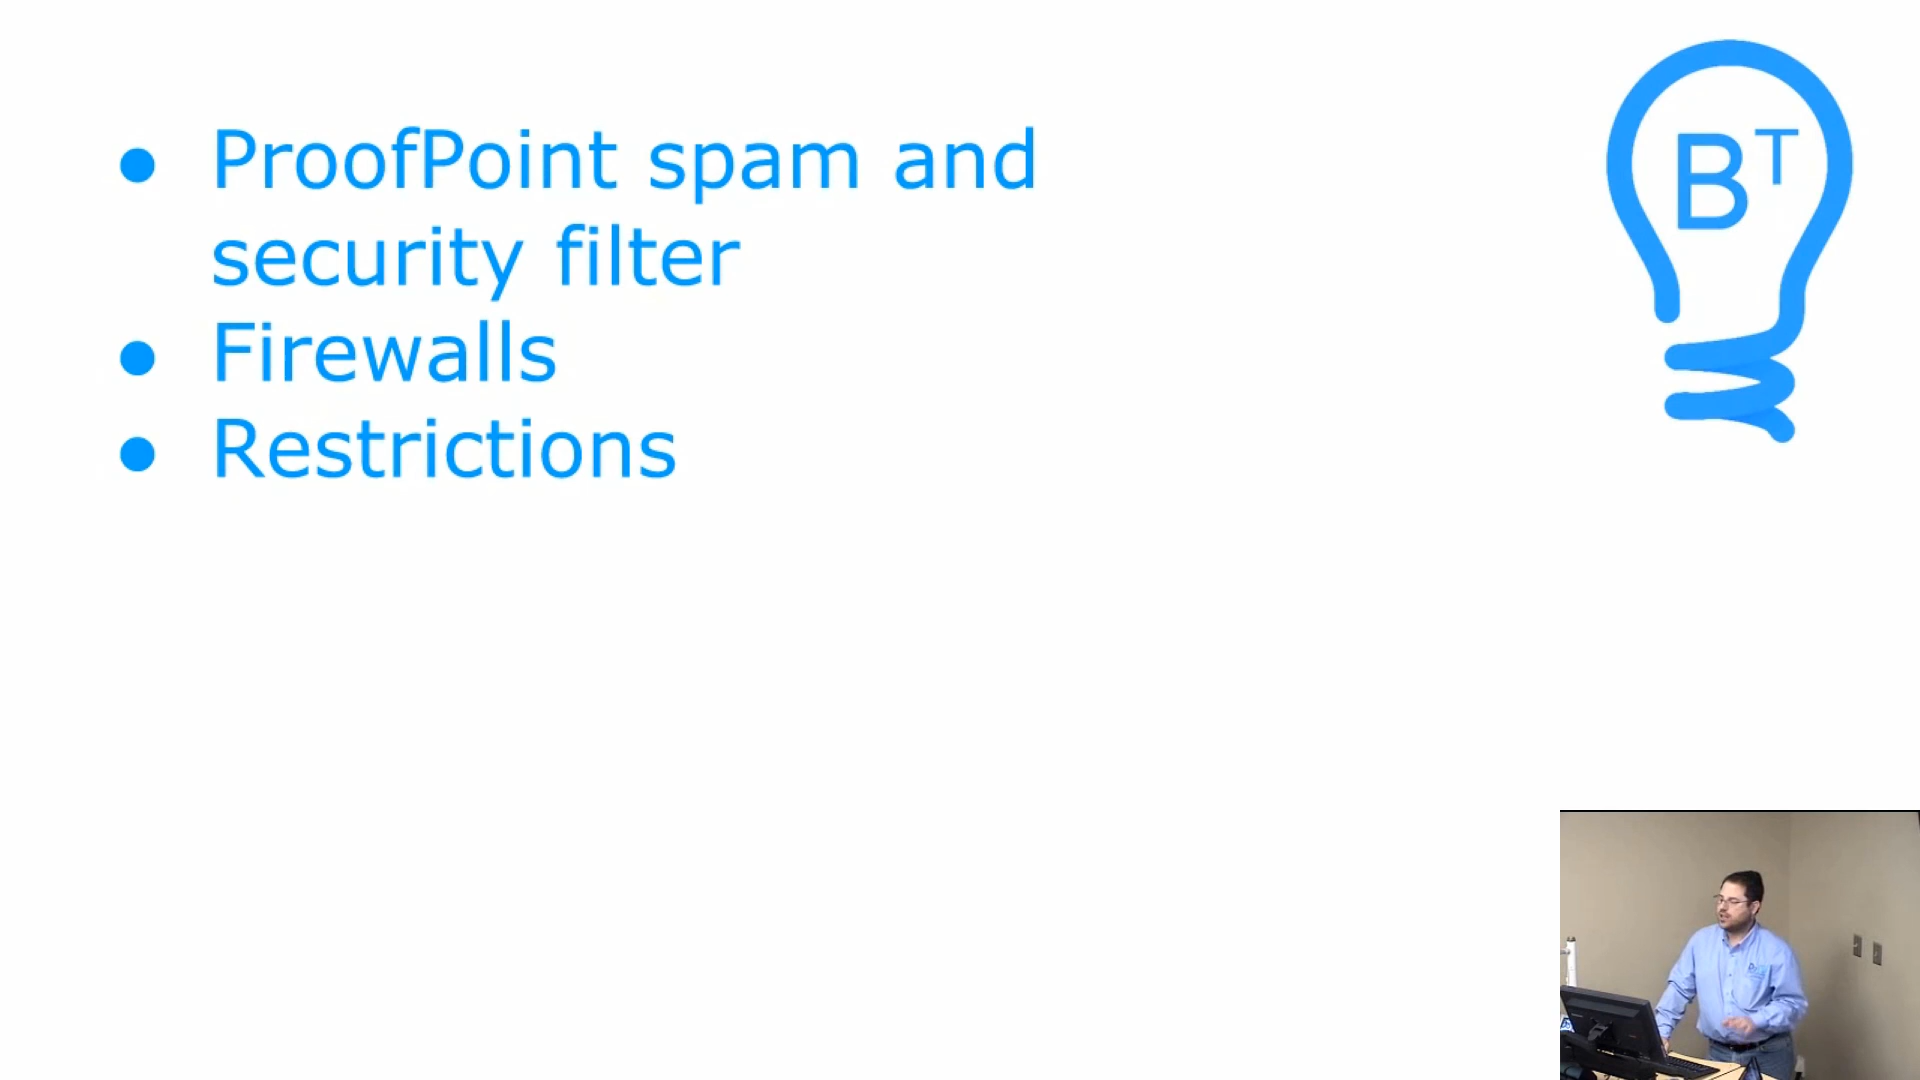 ● ProofPoint spam and
security filter
● Firewalls
● Restrictions
BT